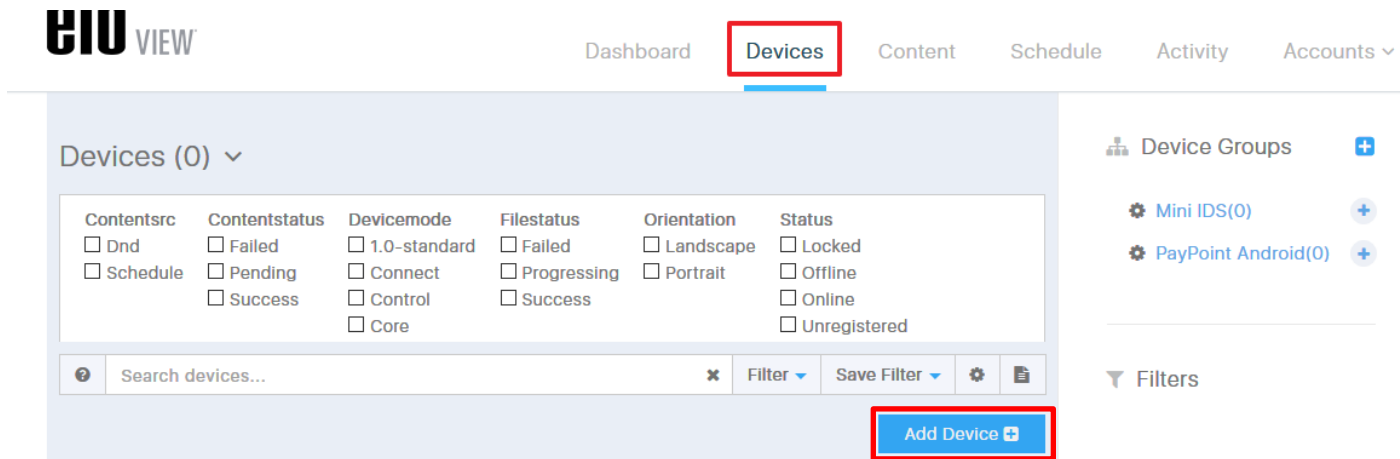 elo VIEW
Dashboard Devices Content Schedule Activity Accounts
Devices (0)
Device Groups
Contentsrc Contentstatus Devicemode Filestatus Orientation Status
Dnd Failed 1.0-standard Failed Landscape Locked
Schedule Pending Connect Progressing Portrait Offline
Success Control Success Online
Core Unregistered
Mini IDS(0)
PayPoint Android(0)
Search devices... Filter Save Filter
Filters
Add Device